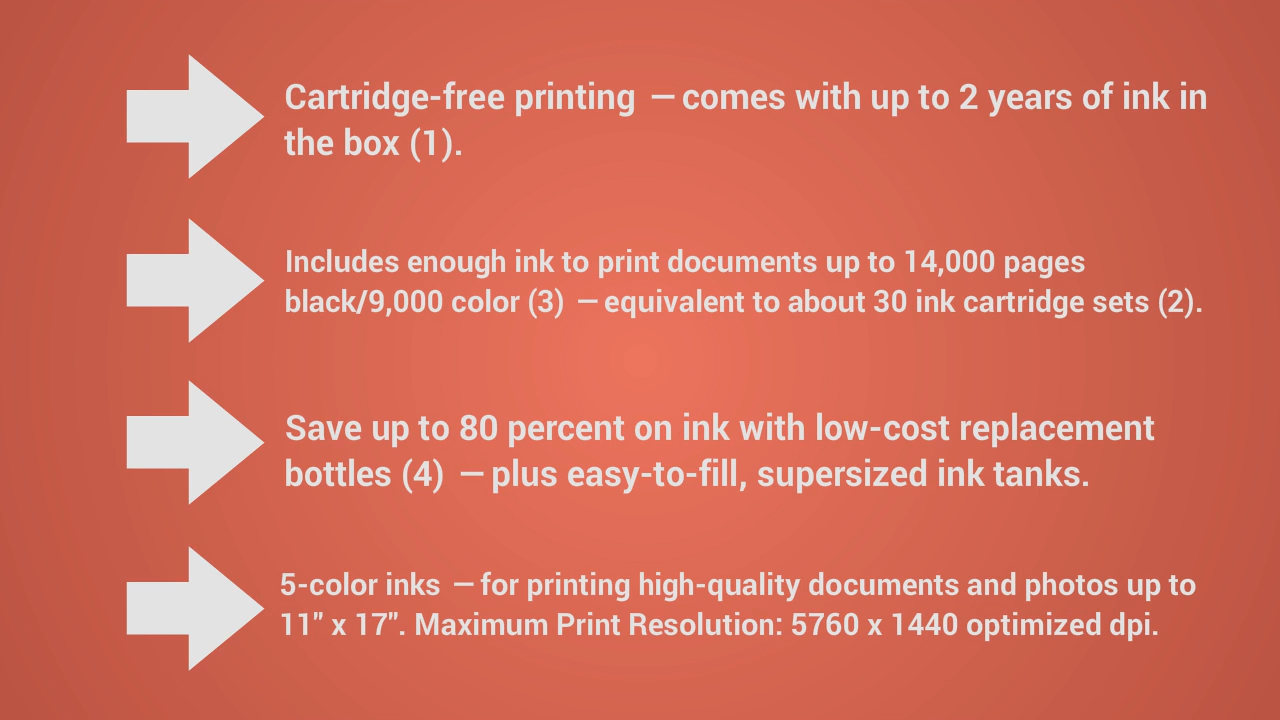 Cartridge-free printing — comes with up to 2 years of ink in
the box (1).
Includes enough ink to print documents up to 14,000 pages
black/9,000 color (3) — equivalent to about 30 ink cartridge sets (2).
Save up to 80 percent on ink with low-cost replacement
bottles (4) — plus easy-to-fill, supersized ink tanks.
5-color inks — for printing high-quality documents and photos up to
11" x 17". Maximum Print Resolution: 5760 x 1440 optimized dpi.